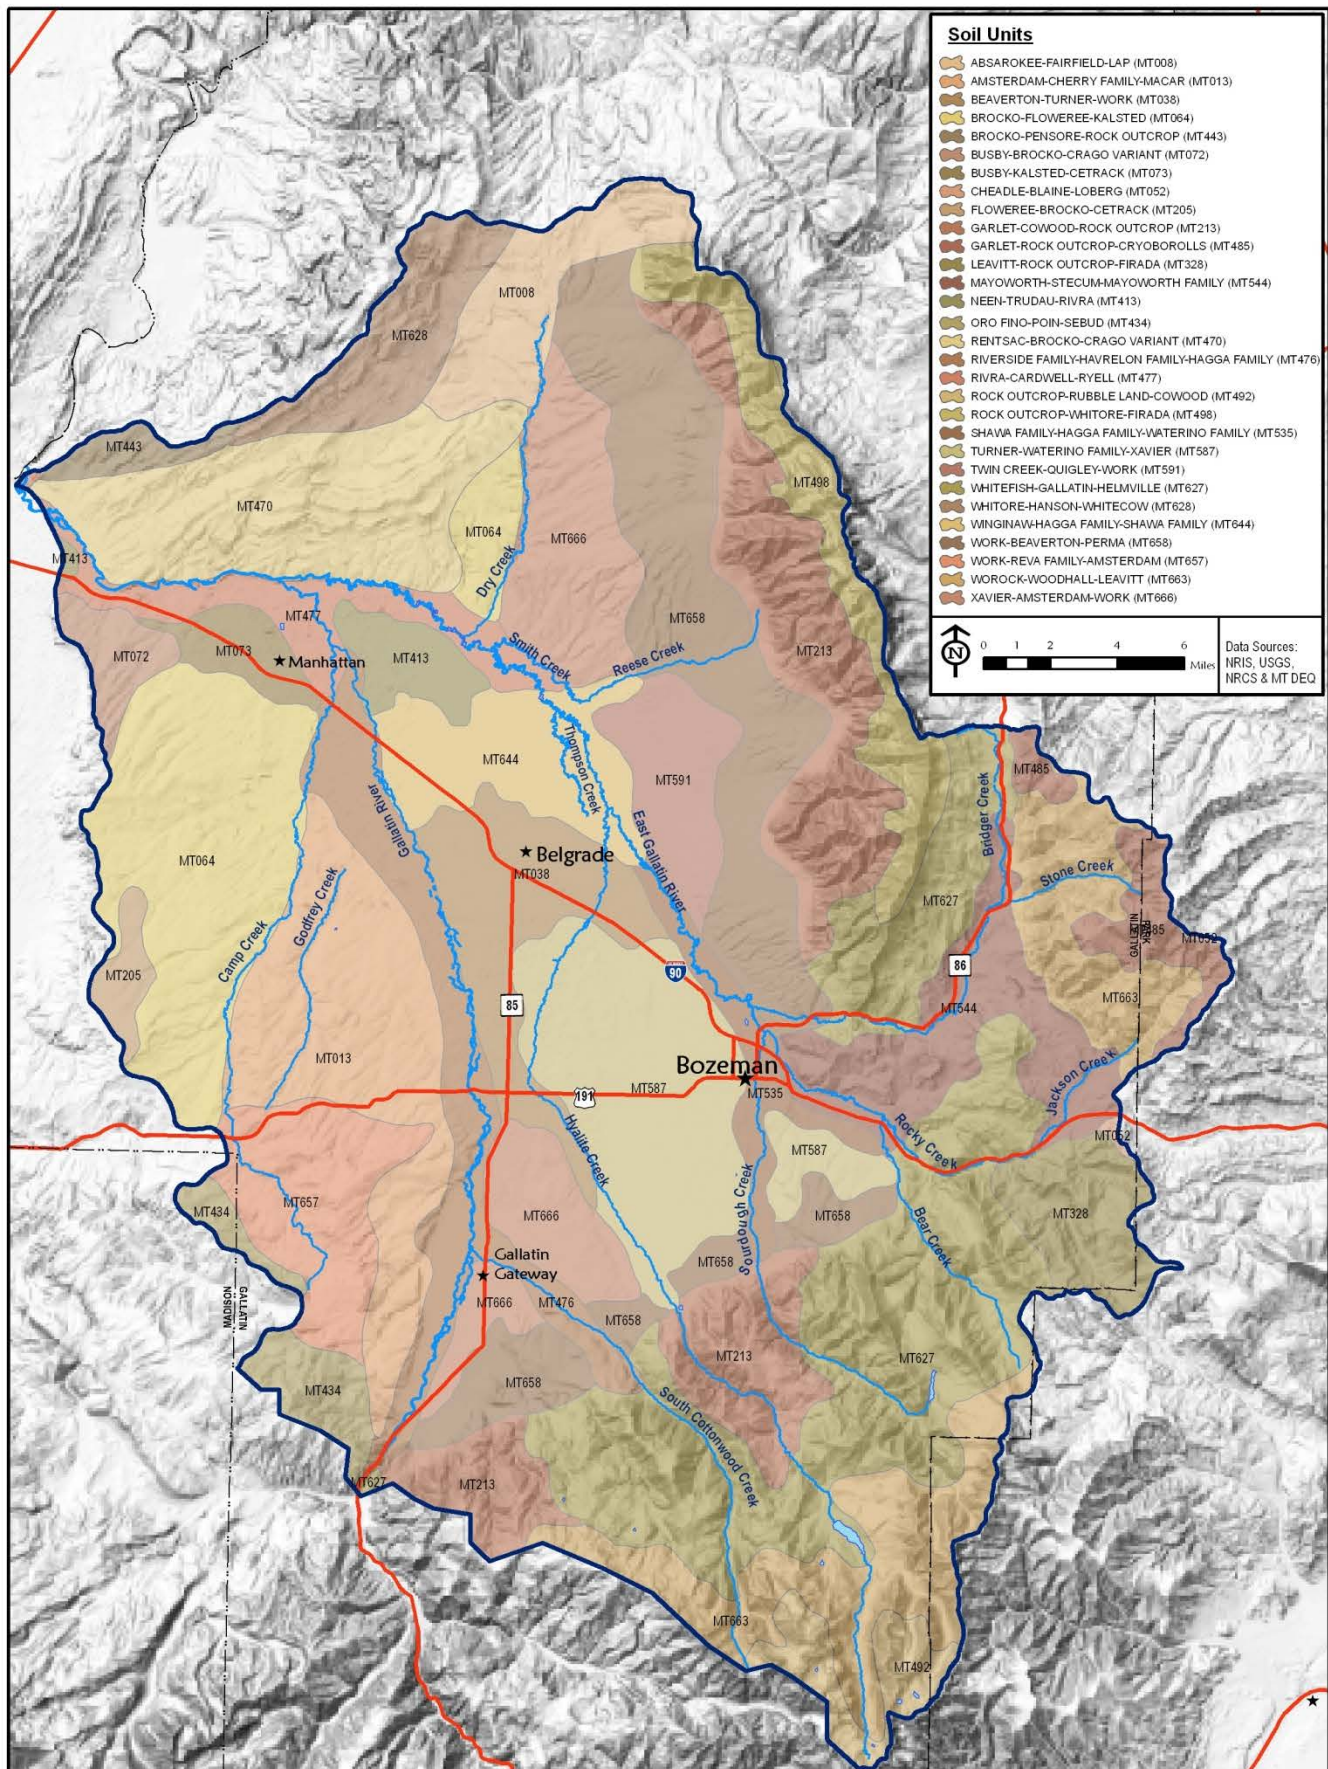 Soil Units
ABSAROKEE-FAIRFIELD-LAP (MT008)
AMSTERDAM-CHERRY FAMILY-MACAR (MT013)
BEAVERTON-TURNER-WORK (MT038)
BROCKO-FLOWEREE-KALSTED (MT064)
BROCKO-PENSORE-ROCK OUTCROP (MT443)
BUSBY-BROCKO-CRAGO VARIANT (MT072)
BUSBY-KALSTED-CETRACK (MT073)
CHEADLE-BLAINE-LOBERG (MT052)
FLOWEREE-BROCKO-CETRACK (MT205)
GARLET-COWOOD-ROCK OUTCROP (MT213)
GARLET-ROCK OUTCROP-CRYOBOROLLS (MT485)
LEAVITT-ROCK OUTCROP-FIRADA (MT328)
MAYOWORTH-STECUM-MAYOWORTH FAMILY (MT544)
NEEN-TRUDAU-RIVRA (MT413)
ORO FINO-POIN-SEBUD (MT434)
RENTSAC-BROCKO-CRAGO VARIANT (MT470)
RIVERSIDE FAMILY-HAVRELON FAMILY-HAGGA FAMILY (MT476)
RIVRA-CARDWELL-RYELL (MT477)
ROCK OUTCROP-RUBBLE LAND-COWOOD (MT492)
ROCK OUTCROP-WHITORE-FIRADA (MT498)
SHAWA FAMILY-HAGGA FAMILY-WATERINO FAMILY (MT535)
TURNER-WATERINO FAMILY-XAVIER (MT587)
TWIN CREEK-QUIGLEY-WORK (MT591)
WHITEFISH-GALLATIN-HELMVILLE (MT627)
WHITORE-HANSON-WHITECOW (MT628)
WINGINAW-HAGGA FAMILY-SHAWA FAMILY (MT644)
WORK-BEAVERTON-PERMA (MT658)
WORK-REVA FAMILY-AMSTERDAM (MT657)
WOROCK-WOODHALL-LEAVITT (MT663)
XAVIER-AMSTERDAM-WORK (MT666)
N
0 1 2 4 6
Miles
Data Sources:
NRIS, USGS,
NRCS & MT DEQ
MT008
MT628
MT443
MT498
MT470
MT064
MT666
MT413
Dry Creek
MT477
MT658
MT073
Smith Creek
MT213
MT072
Manhattan
MT413
Reese Creek
Thompson Creek
MT644
MT591
MT485
Bridger Creek
Gallatin River
East Gallatin River
MT064
Belgrade
MT038
Stone Creek
Godfrey Creek
MT627
GALLATIN
PARK
MT052
Camp Creek
MT205
90
86
85
MT663
MT544
MT013
Bozeman
Jackson Creek
MT587
MT535
191
Hyalite Creek
Rocky Creek
MT052
MT587
Sourdough Creek
MT657
MT434
MT666
MT658
Bear Creek
MT328
Gallatin
Gateway
MT658
MADISON
GALLATIN
MT666
MT476
MT658
MT213
MT627
MT434
MT658
South Cottonwood Creek
MT627
MT213
MT663
MT492